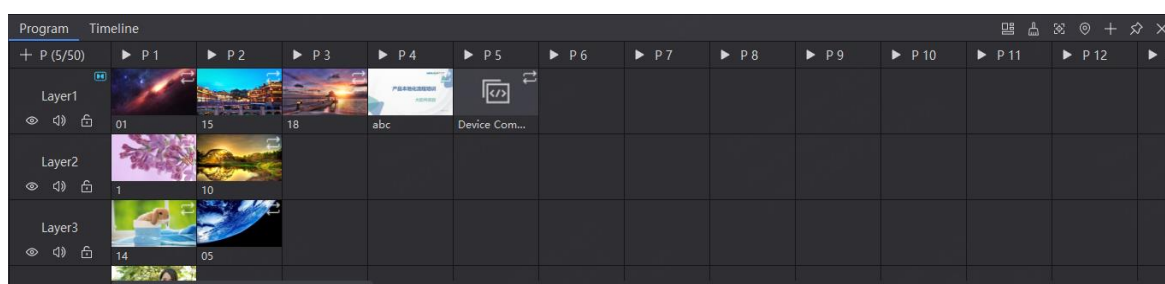 Program Timeline
P (5/50) P 1 P 2 P 3 P 4 P 5 P 6 P 7 P 8 P 9 P 10 P 11 P 12
Layer1
01 15 18 abc Device Com...
Layer2
1 10
Layer3
14 05